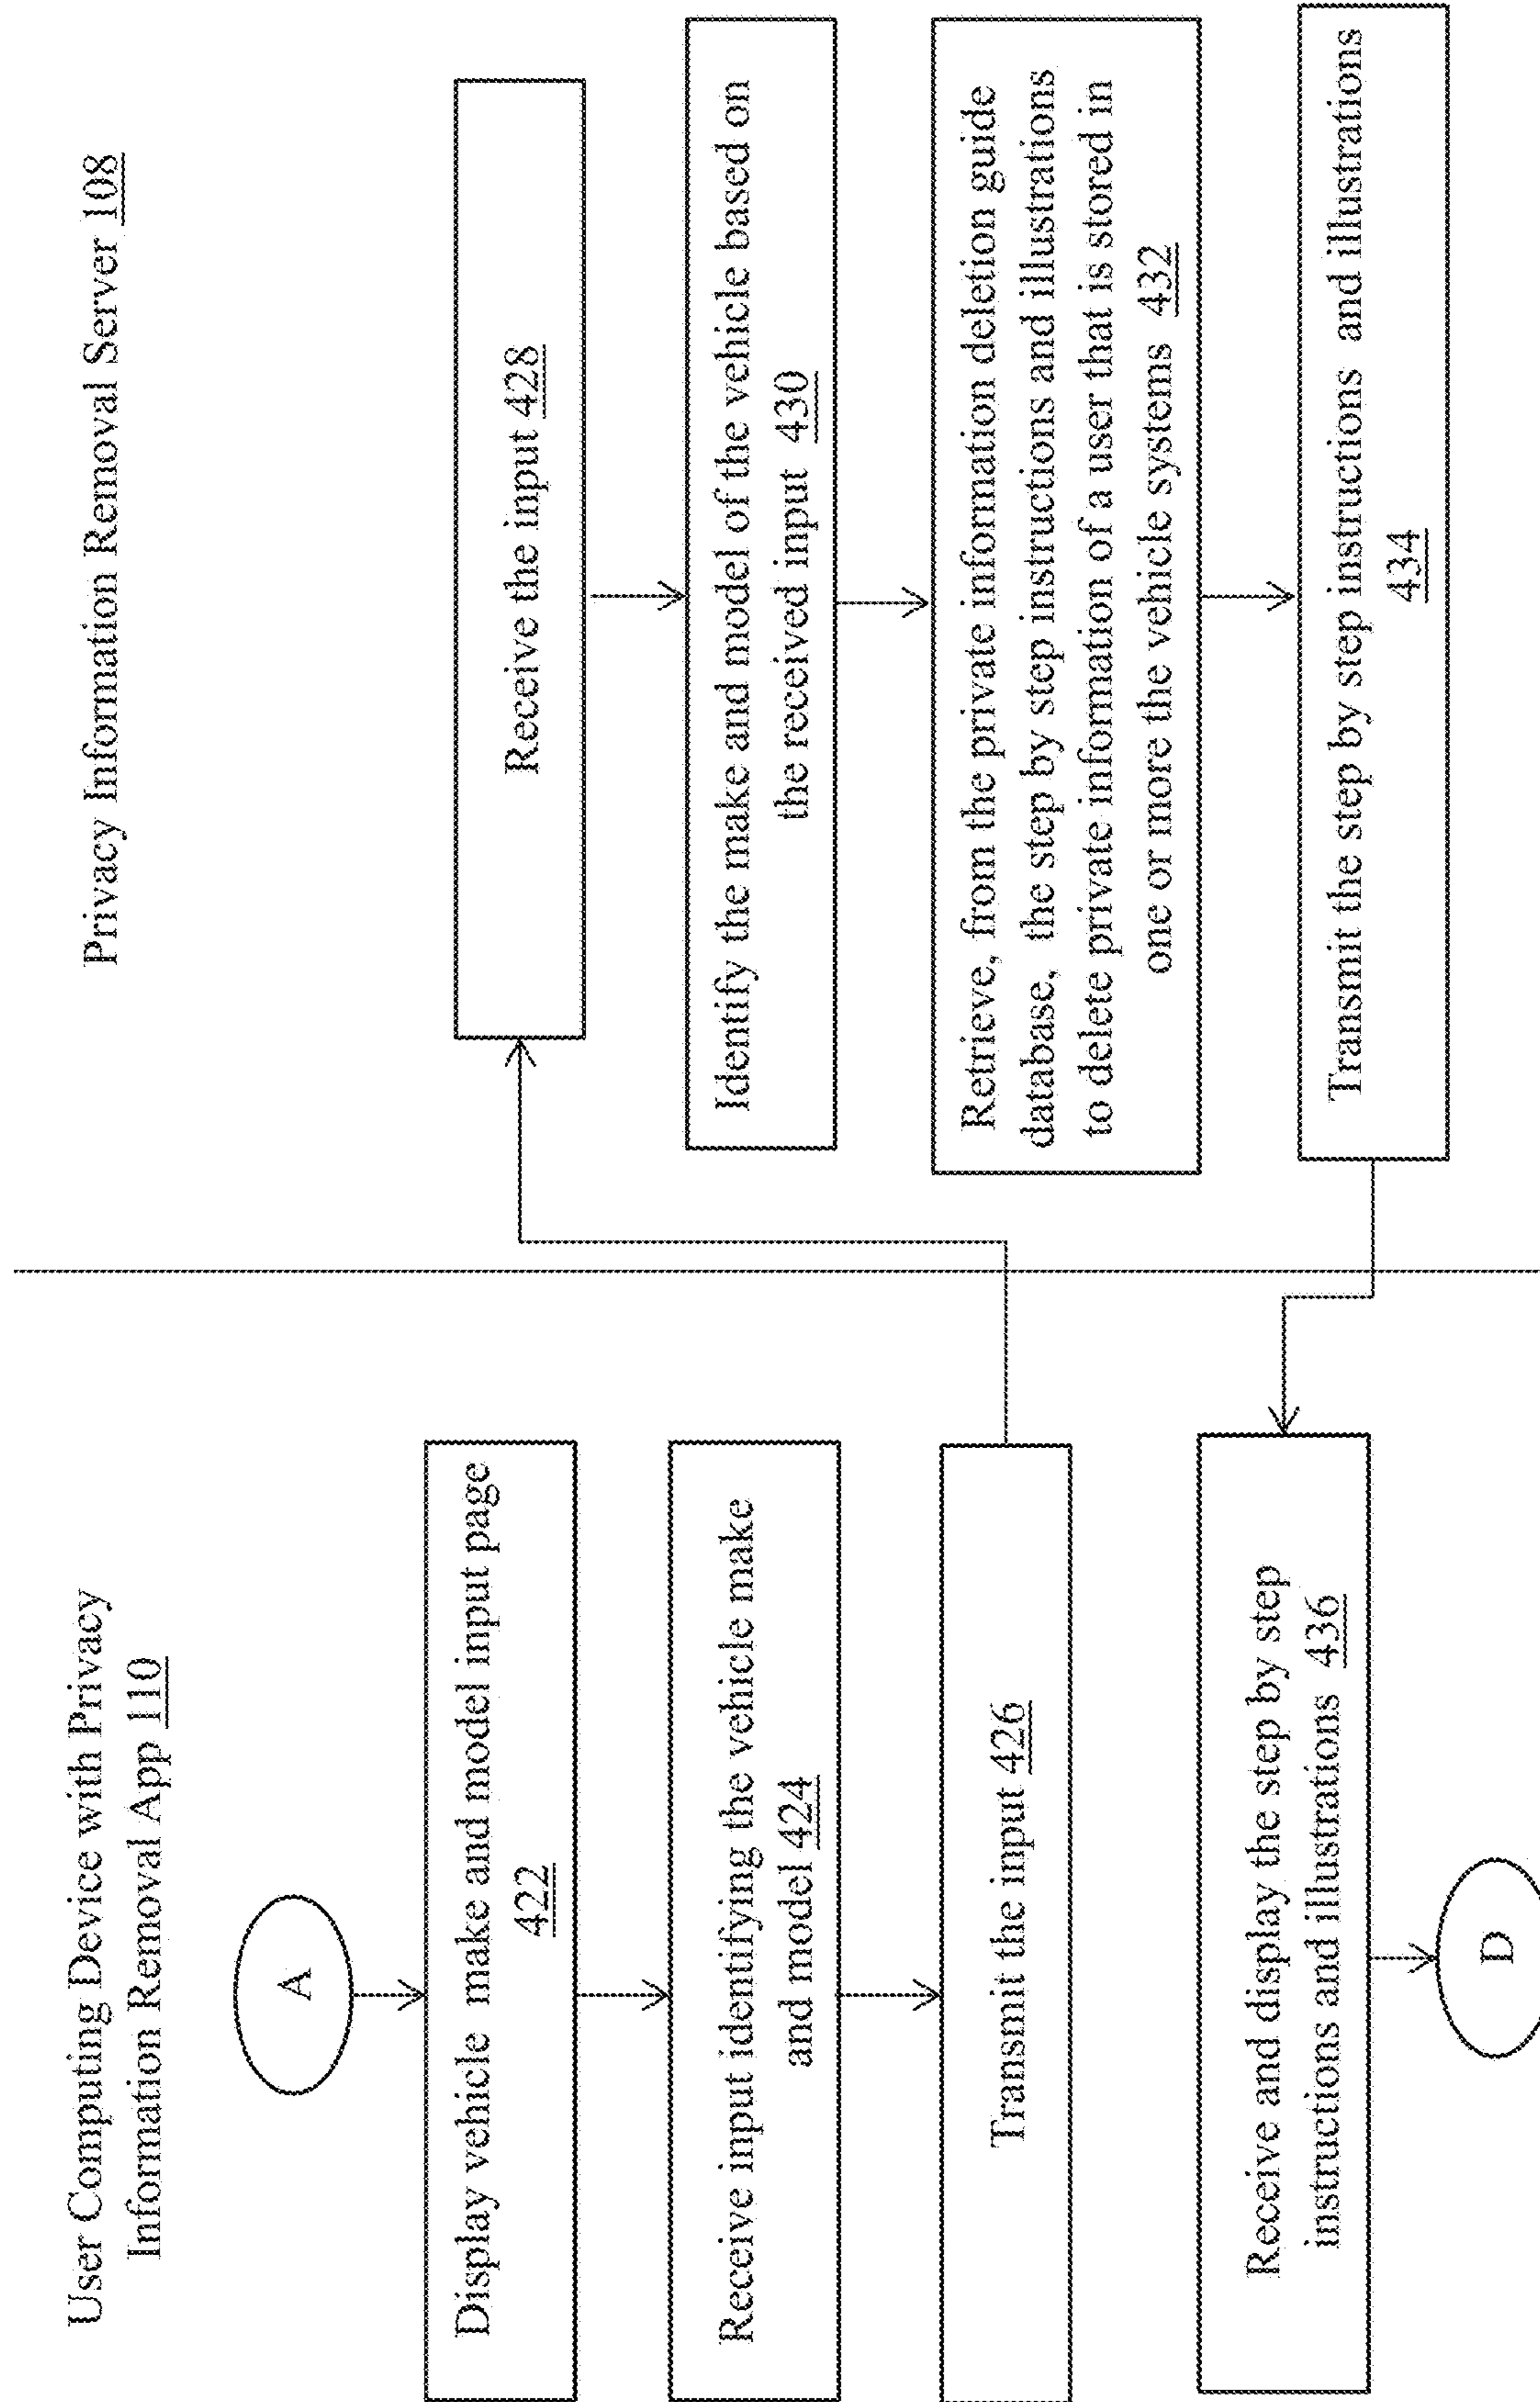 User Computing Device with Privacy
Information Removal App 110
A
Display vehicle make and model input page
422
Receive input identifying the vehicle make
and model 424
Transmit the input 426
Receive and display the step by step
instructions and illustrations 436
D
Privacy Information Removal Server 108
Receive the input 428
Identify the make and model of the vehicle based on
the received input 430
Retrieve, from the private information deletion guide
database, the step by step instructions and illustrations
to delete private information of a user that is stored in
one or more the vehicle systems 432
Transmit the step by step instructions and illustrations
434